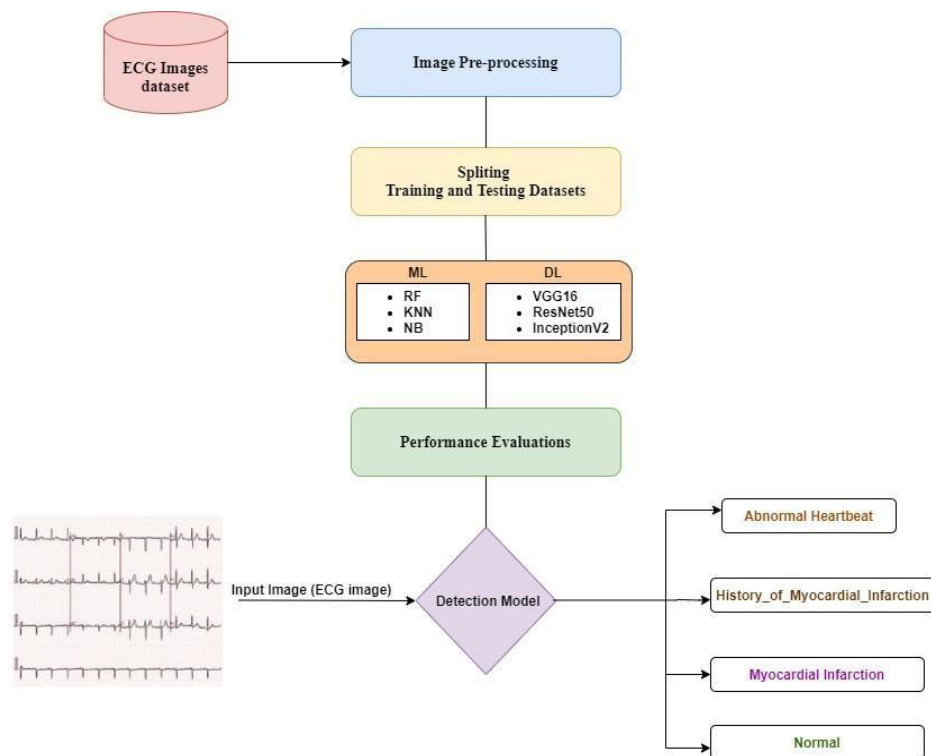 ECG Images
dataset
Image Pre-processing
Spliting
Training and Testing Datasets
ML
RF
KNN
NB
DL
VGG16
ResNet50
InceptionV2
Performance Evaluations
Input Image (ECG image)
Detection Model
Abnormal Heartbeat
History_of_Myocardial_Infarction
Myocardial Infarction
Normal